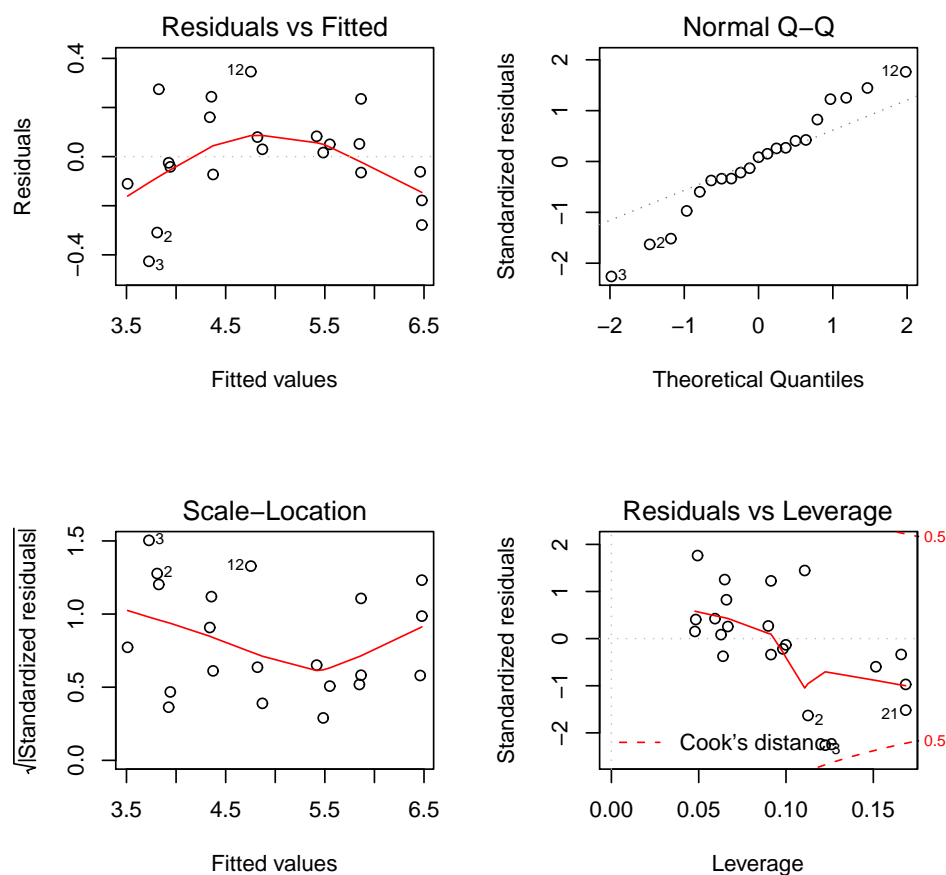 Residuals vs Fitted
Residuals
0.4
0.0
−0.4
12
2
3
3.5 4.5 5.5 6.5
Fitted values
Normal Q−Q
Standardized residuals
2
1
0
−1
−2
12
2
3
−2 −1 0 1 2
Theoretical Quantiles
Scale−Location
√|Standardized residuals|
1.5
1.0
0.5
0.0
3
2
12
3.5 4.5 5.5 6.5
Fitted values
Residuals vs Leverage
Standardized residuals
2
1
0
−1
−2
0.5
21
2
0.5
Cook's distance
3
0.00 0.05 0.10 0.15
Leverage